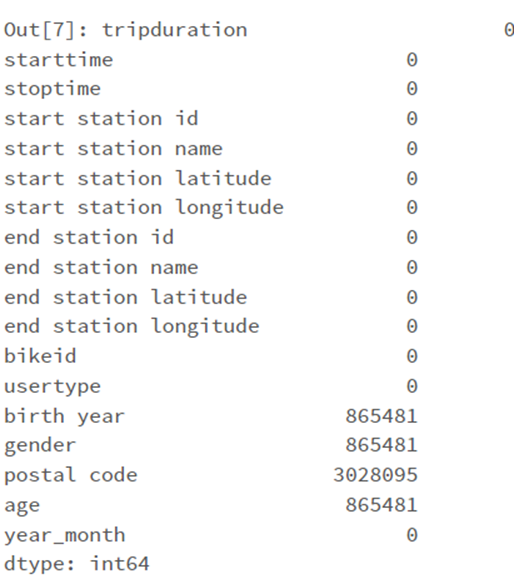 Out[7]: tripduration 0
starttime 0
stoptime 0
start station id 0
start station name 0
start station latitude 0
start station longitude 0
end station id 0
end station name 0
end station latitude 0
end station longitude 0
bikeid 0
usertype 0
birth year 865481
gender 865481
postal code 3028095
age 865481
year_month 0
dtype: int64